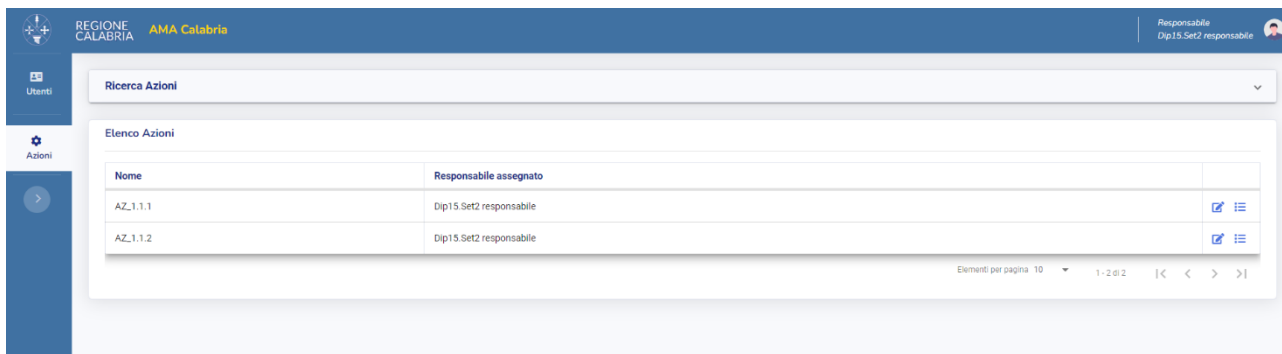 REGIONE
CALABRIA
AMA Calabria
Responsabile
Dip15.Set2 responsabile
Utenti
Azioni
Ricerca Azioni
Elenco Azioni
Nome Responsabile assegnato
AZ_1.1.1 Dip15.Set2 responsabile
AZ_1.1.2 Dip15.Set2 responsabile
Elementi per pagina 10 1 - 2 di 2